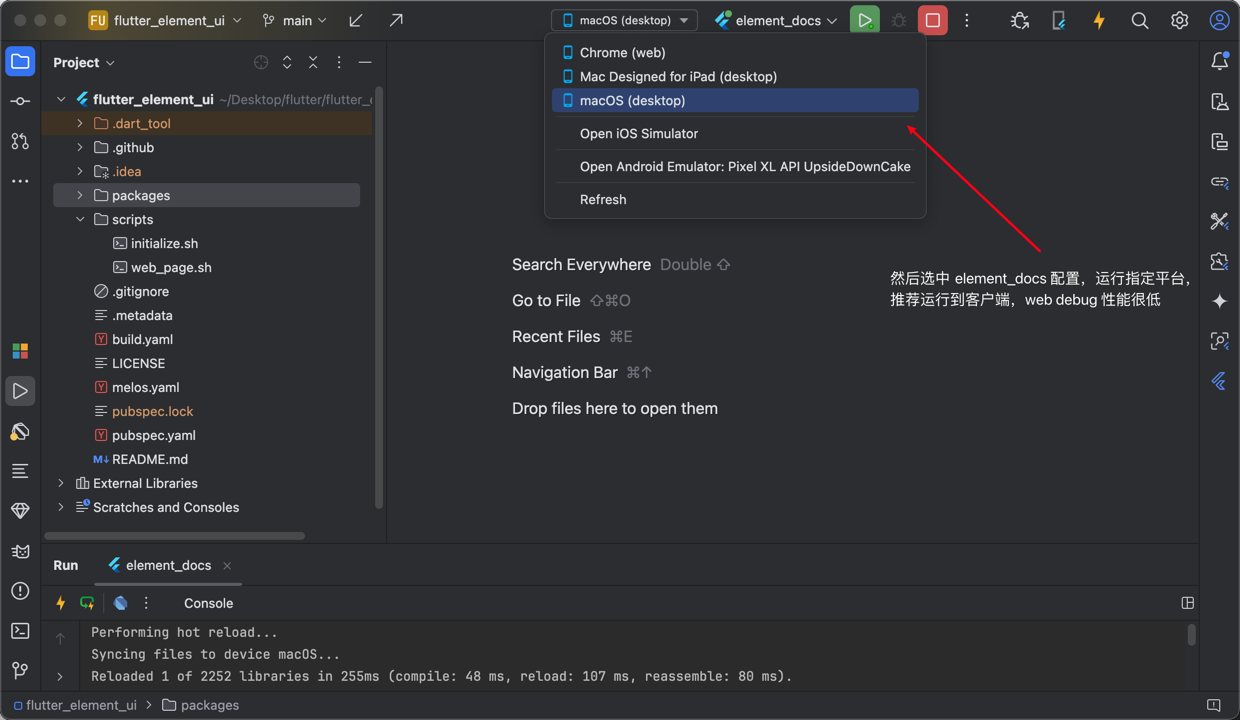 FU flutter_element_ui main macOS (desktop) element_docs
Project
Chrome (web)
Mac Designed for iPad (desktop)
macOS (desktop)
Open iOS Simulator
Open Android Emulator: Pixel XL API UpsideDownCake
Refresh
flutter_element_ui ~/Desktop/flutter/flutter_
.dart_tool
.github
.idea
packages
scripts
initialize.sh
web_page.sh
.gitignore
.metadata
build.yaml
LICENSE
melos.yaml
pubspec.lock
pubspec.yaml
README.md
External Libraries
Scratches and Consoles
Search Everywhere Double ⇧
Go to File ⇧⌘O
Recent Files ⌘E
Navigation Bar ⌘↑
Drop files here to open them
然后选中 element_docs 配置，运行指定平台，
推荐运行到客户端，web debug 性能很低
Run element_docs
Console
Performing hot reload...
Syncing files to device macOS...
Reloaded 1 of 2252 libraries in 255ms (compile: 48 ms, reload: 107 ms, reassemble: 80 ms).
flutter_element_ui > packages